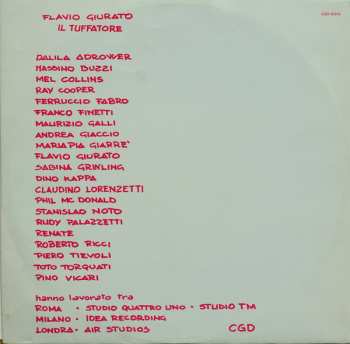 FLAVIO GIURATO
IL TUFFATORE
DALILA ADROWER
MASSIMO BUZZI
MEL COLLINS
RAY COOPER
FERRUCCIO FABRO
FRANCO FINETTI
MAURIZIO GALLI
ANDREA GIACCIO
MARIAPIA GIARRE'
FLAVIO GIURATO
SABINA GRINLING
DINO KAPPA
CLAUDINO LORENZETTI
PHIL MC DONALD
STANISLAO NOTO
RUDY PALAZZETTI
RENATE
ROBERTO RICCI
PIERO TIEVOLI
TOTO TORQUATI
PINO VICARI
hanno lavorato tra
ROMA • STUDIO QUATTRO UNO • STUDIO TM
MILANO • IDEA RECORDING
LONDRA • AIR STUDIOS CGD